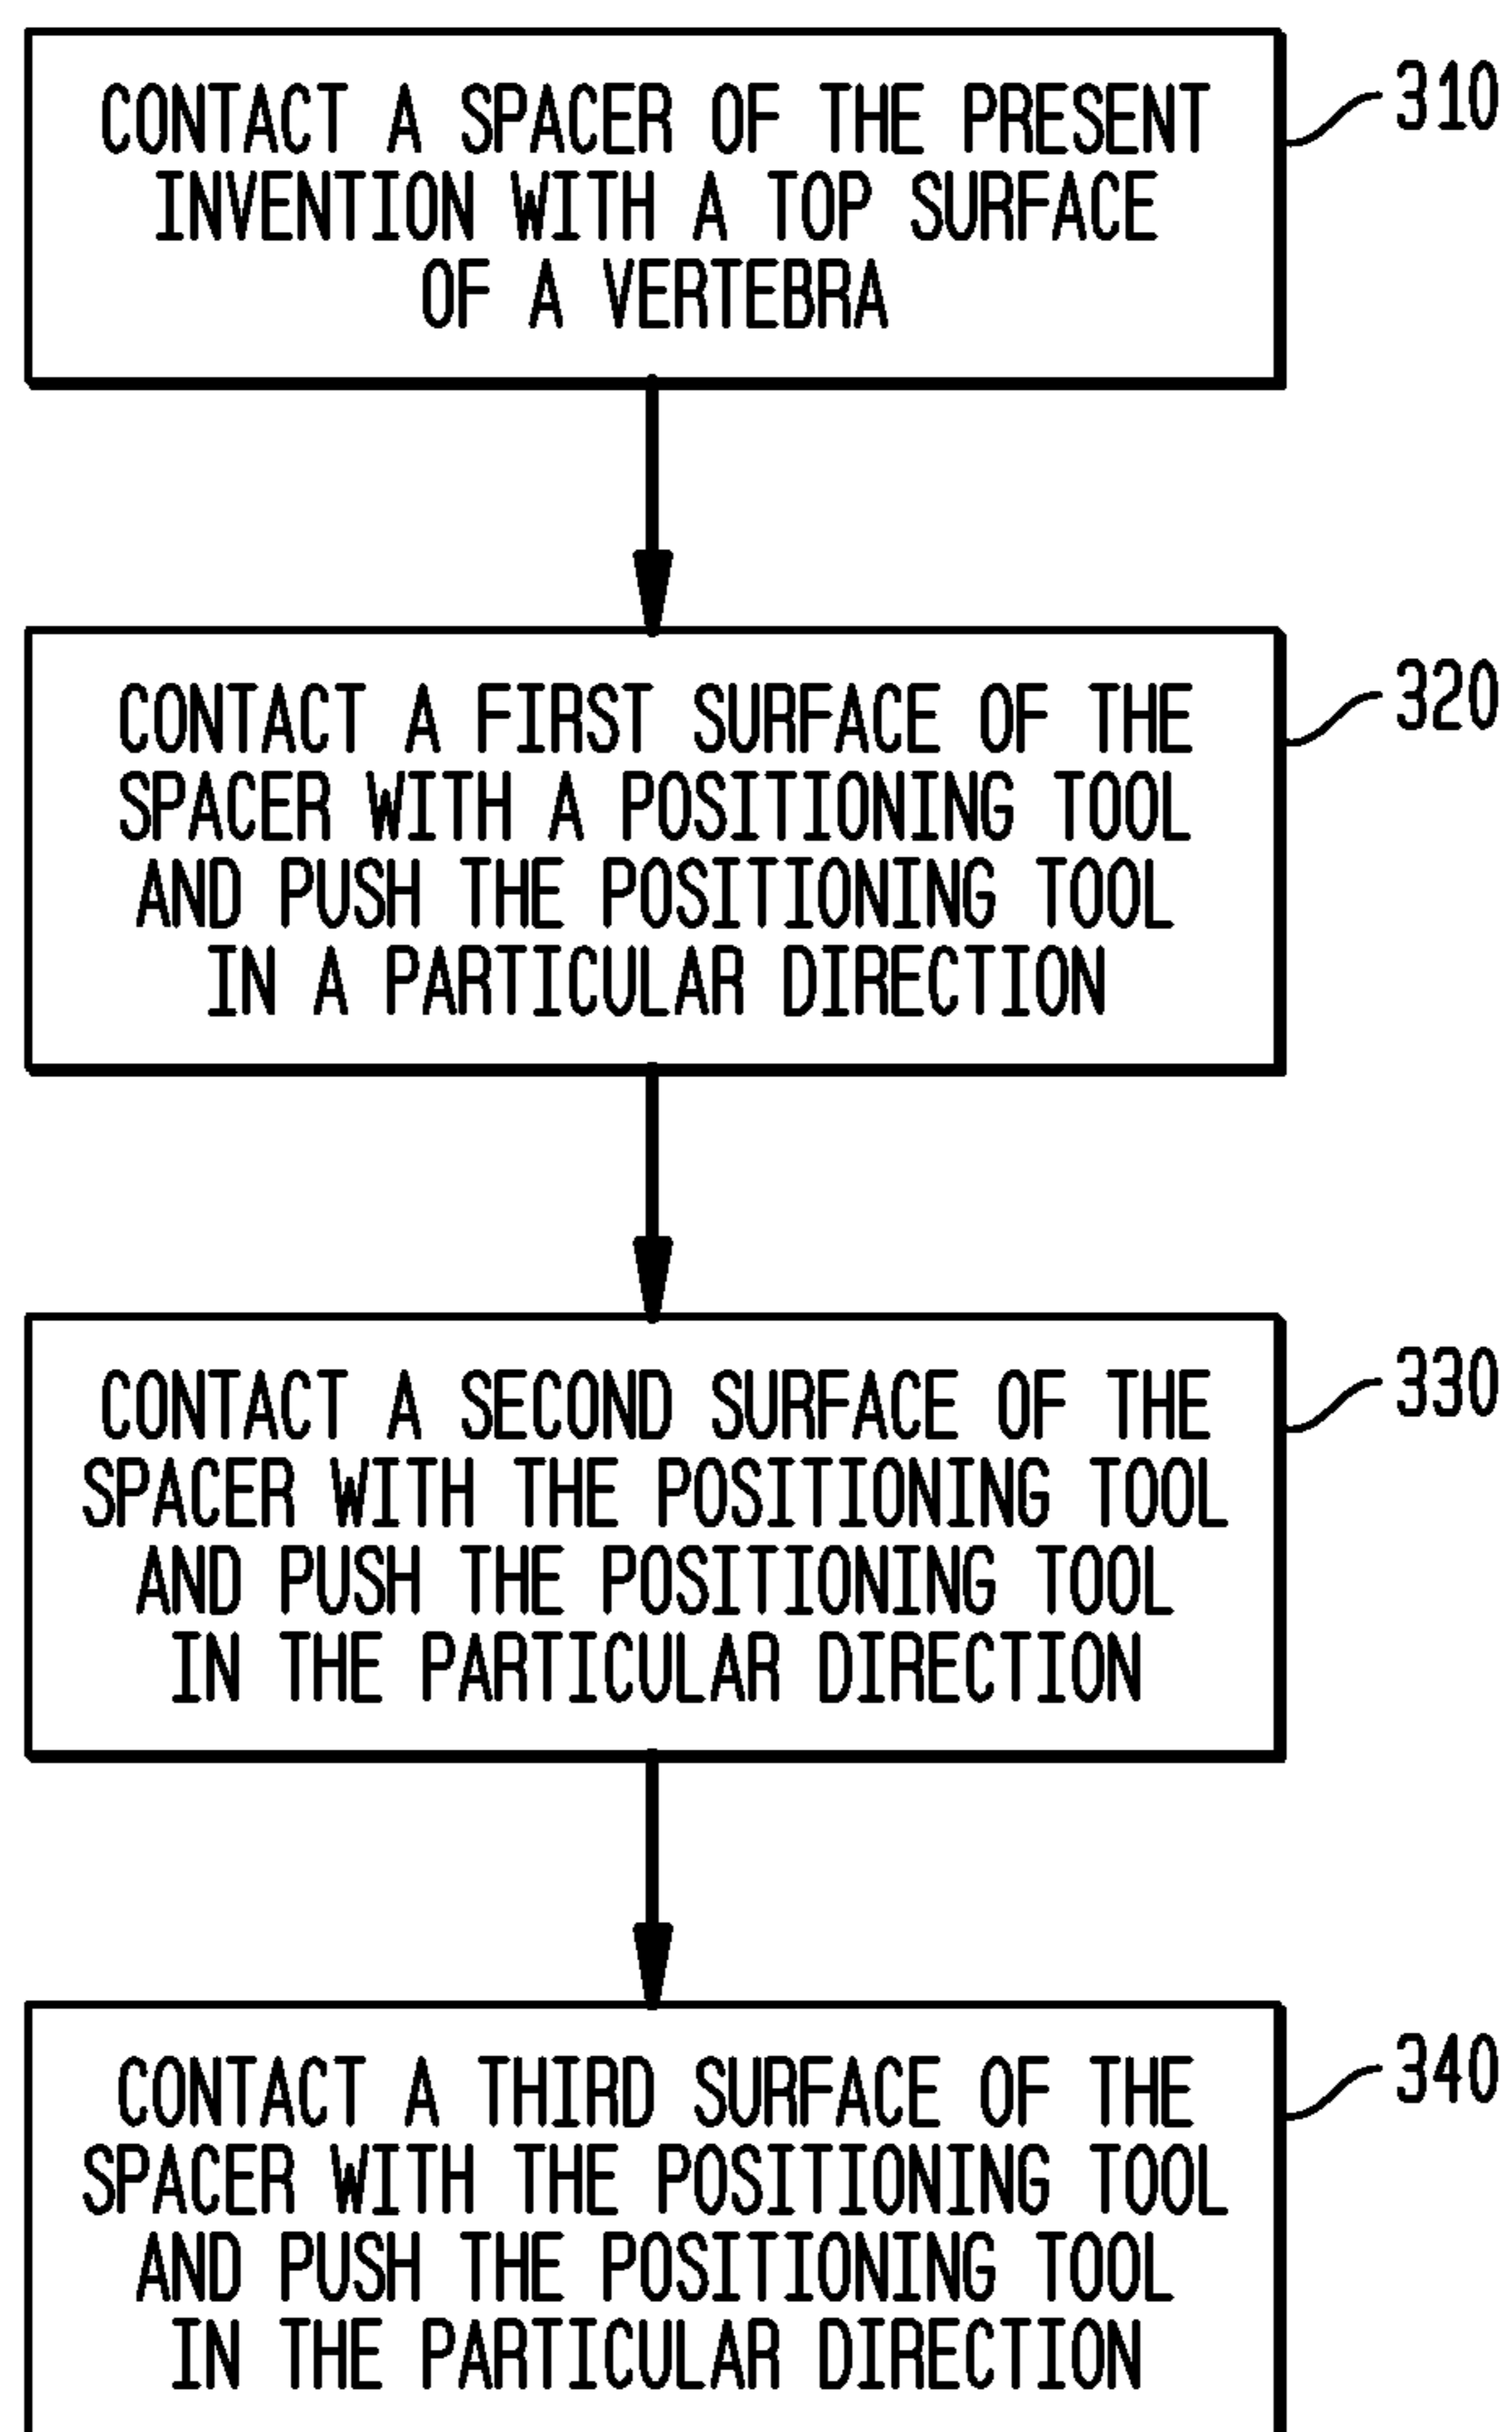 CONTACT A SPACER OF THE PRESENT
INVENTION WITH A TOP SURFACE
OF A VERTEBRA
310
CONTACT A FIRST SURFACE OF THE
SPACER WITH A POSITIONING TOOL
AND PUSH THE POSITIONING TOOL
IN A PARTICULAR DIRECTION
320
CONTACT A SECOND SURFACE OF THE
SPACER WITH THE POSITIONING TOOL
AND PUSH THE POSITIONING TOOL
IN THE PARTICULAR DIRECTION
330
CONTACT A THIRD SURFACE OF THE
SPACER WITH THE POSITIONING TOOL
AND PUSH THE POSITIONING TOOL
IN THE PARTICULAR DIRECTION
340